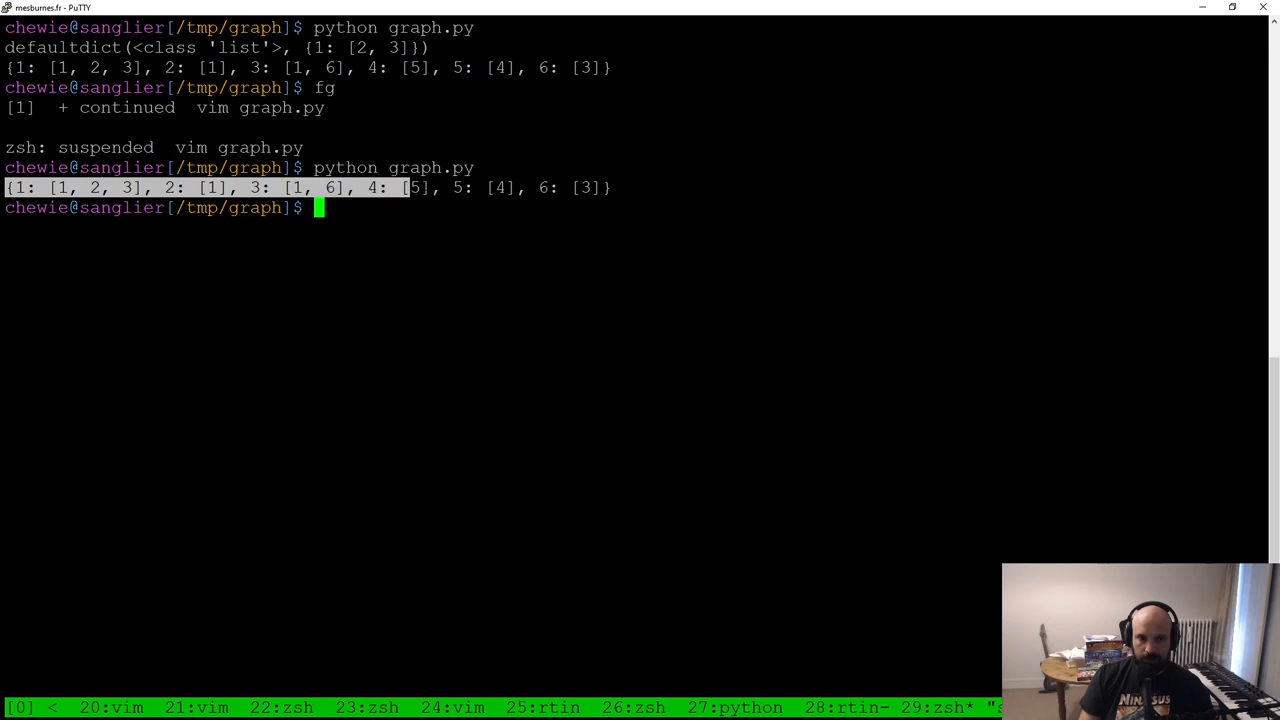 mesburnes.fr - PuTTY
chewie@sanglier[/tmp/graph]$ python graph.py
defaultdict(<class 'list'>, {1: [2, 3]})
{1: [1, 2, 3], 2: [1], 3: [1, 6], 4: [5], 5: [4], 6: [3]}
chewie@sanglier[/tmp/graph]$ fg
[1]  + continued  vim graph.py
zsh: suspended  vim graph.py
chewie@sanglier[/tmp/graph]$ python graph.py
{1: [1, 2, 3], 2: [1], 3: [1, 6], 4: [5], 5: [4], 6: [3]}
chewie@sanglier[/tmp/graph]$
[0] <  20:vim  21:vim  22:zsh  23:zsh  24:vim  25:rtin  26:zsh  27:python  28:rtin- 29:zsh* "s